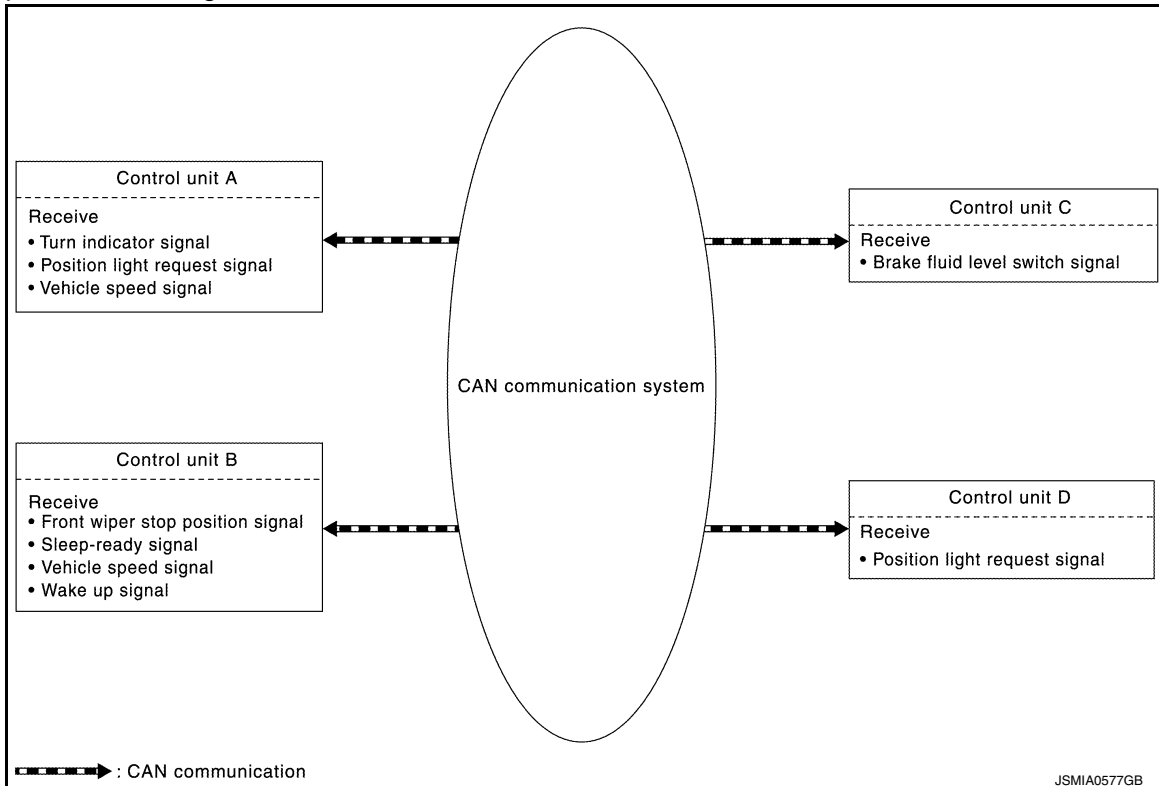 Control unit A
Receive
• Turn indicator signal
• Position light request signal
• Vehicle speed signal
Control unit C
Receive
• Brake fluid level switch signal
CAN communication system
Control unit B
Receive
• Front wiper stop position signal
• Sleep-ready signal
• Vehicle speed signal
• Wake up signal
Control unit D
Receive
• Position light request signal
: CAN communication
JSMIA0577GB